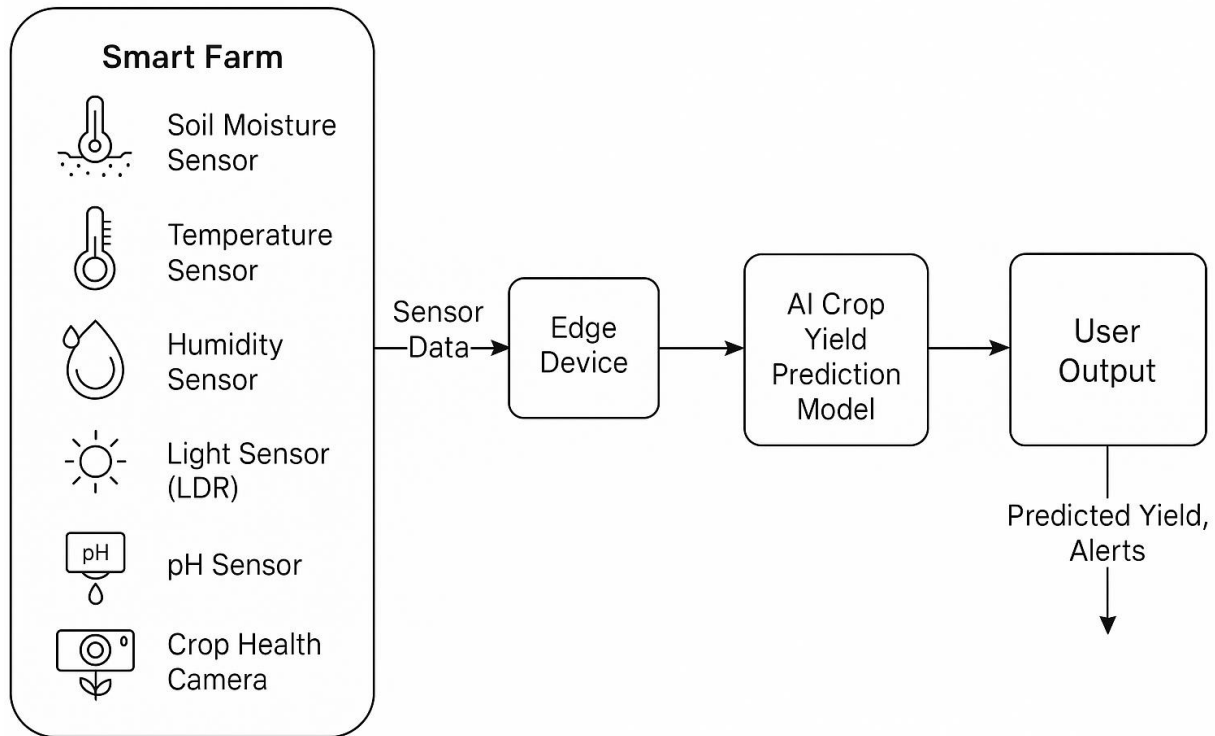 Smart Farm
Soil Moisture
Sensor
Temperature
Sensor
Humidity
Sensor
Light Sensor
(LDR)
pH
pH Sensor
Crop Health
Camera
Sensor
Data
Edge
Device
AI Crop
Yield
Prediction
Model
User
Output
Predicted Yield,
Alerts